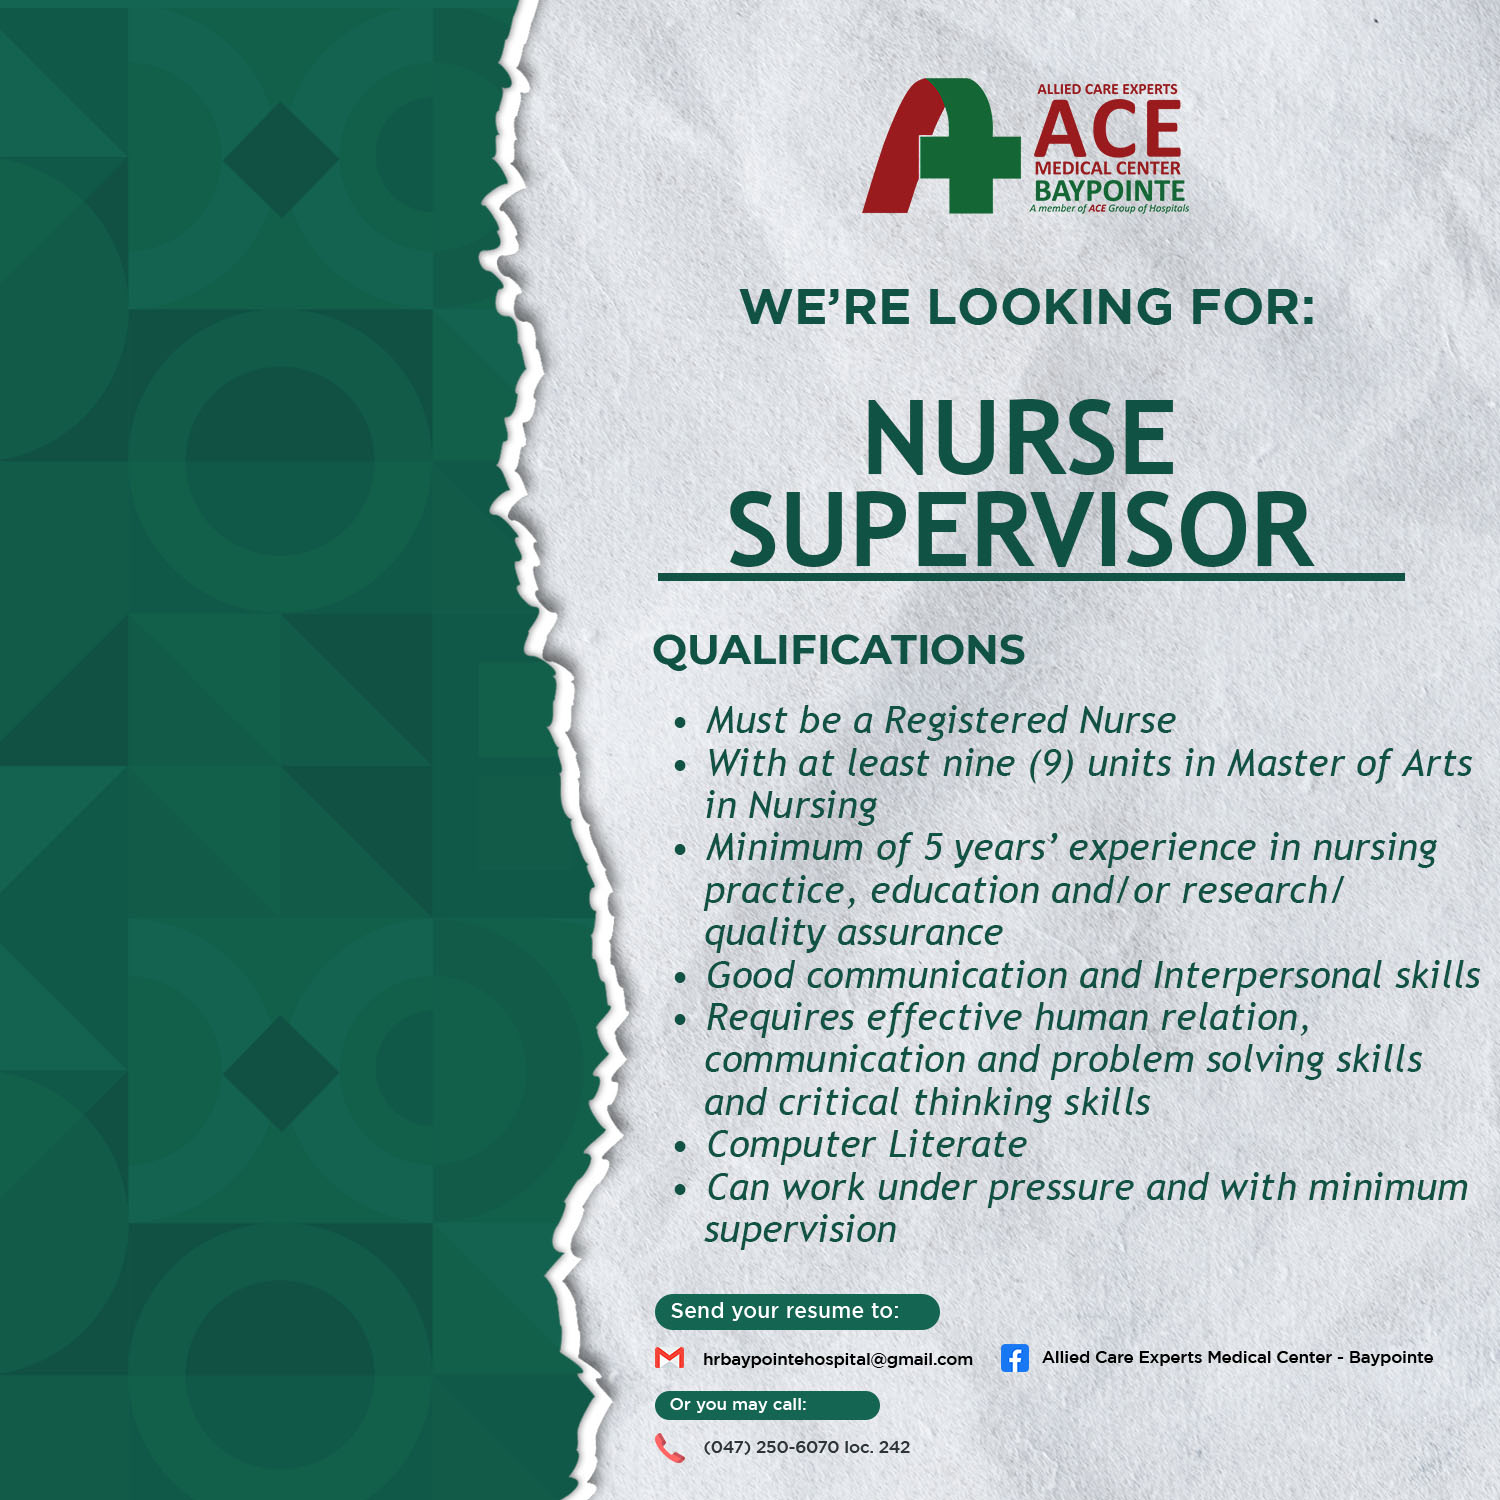 ALLIED CARE EXPERTS
ACE
MEDICAL CENTER
BAYPOINTE
A member of ACE Group of Hospitals
WE’RE LOOKING FOR:
NURSE
SUPERVISOR
QUALIFICATIONS
• Must be a Registered Nurse
• With at least nine (9) units in Master of Arts
in Nursing
• Minimum of 5 years’ experience in nursing
practice, education and/or research/
quality assurance
• Good communication and Interpersonal skills
• Requires effective human relation,
communication and problem solving skills
and critical thinking skills
• Computer Literate
• Can work under pressure and with minimum
supervision
Send your resume to:
hrbaypointehospital@gmail.com
Allied Care Experts Medical Center - Baypointe
Or you may call:
(047) 250-6070 loc. 242